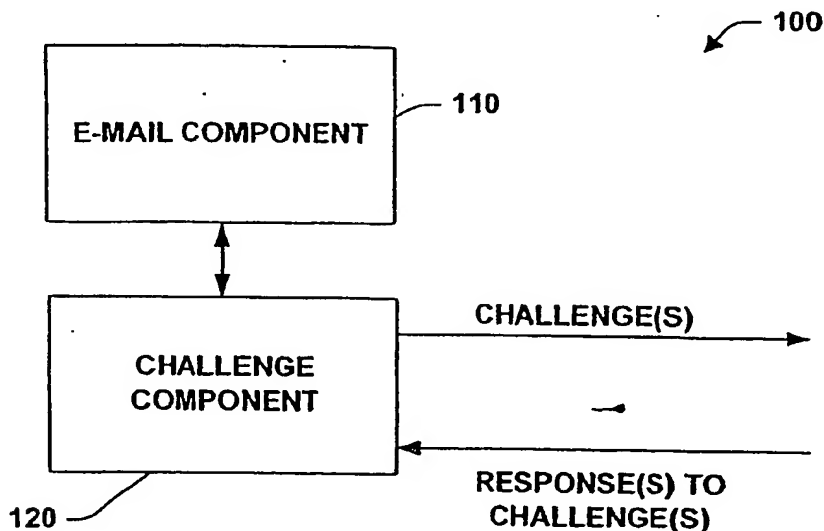 100
110
E-MAIL COMPONENT
CHALLENGE(S)
CHALLENGE
COMPONENT
RESPONSE(S) TO
CHALLENGE(S)
120